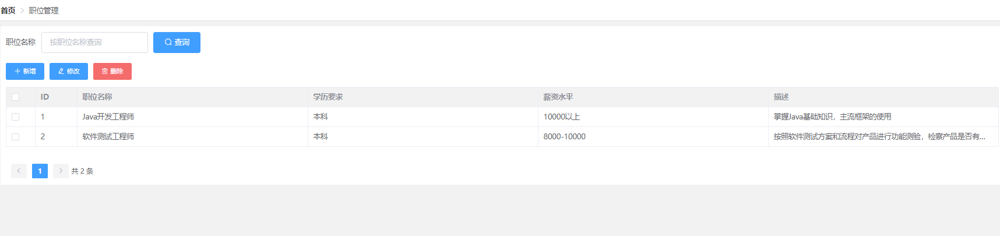 首页 > 职位管理
职位名称 按职位名称查询 查询
新增 修改 删除
ID 职位名称 学历要求 薪资水平 描述
1 Java开发工程师 本科 10000以上 掌握Java基础知识，主流框架的使用
2 软件测试工程师 本科 8000-10000 按照软件测试方案和流程对产品进行功能测验，检察产品是否有...
< 1 > 共 2 条